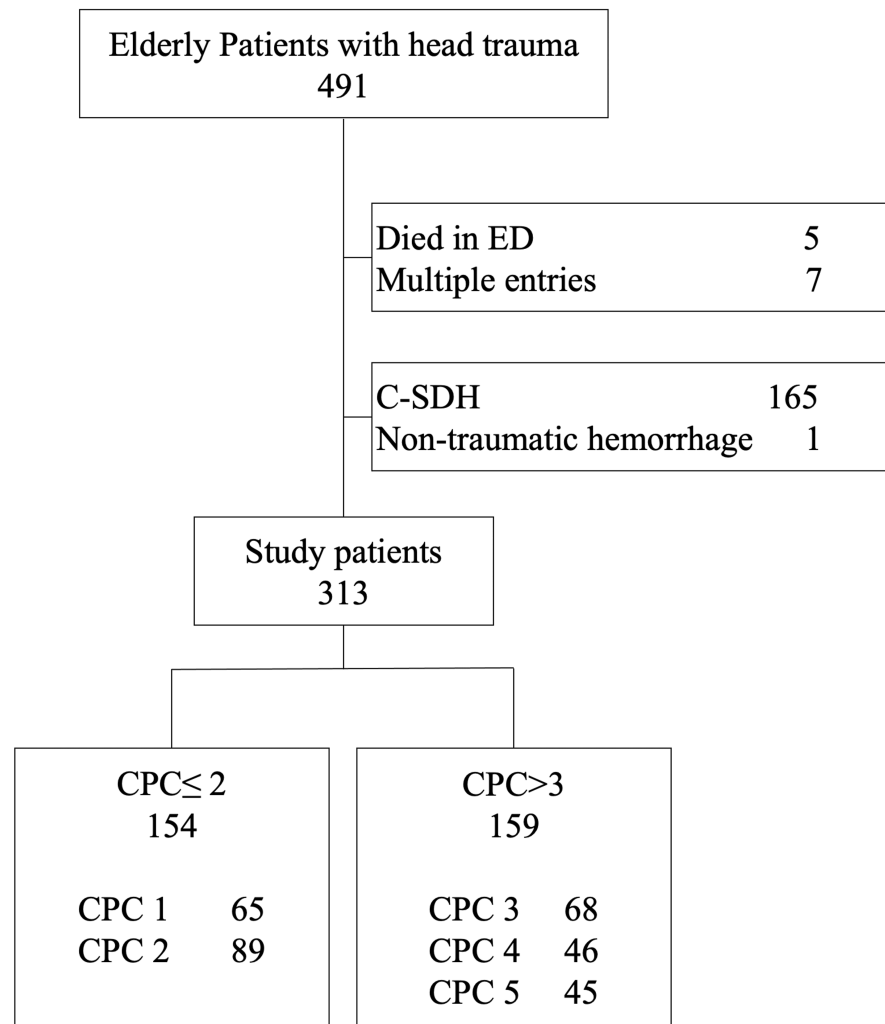 Elderly Patients with head trauma
491
Died in ED 5
Multiple entries 7
C-SDH 165
Non-traumatic hemorrhage 1
Study patients
313
CPC≤ 2
154
CPC 1 65
CPC 2 89
CPC>3
159
CPC 3 68
CPC 4 46
CPC 5 45